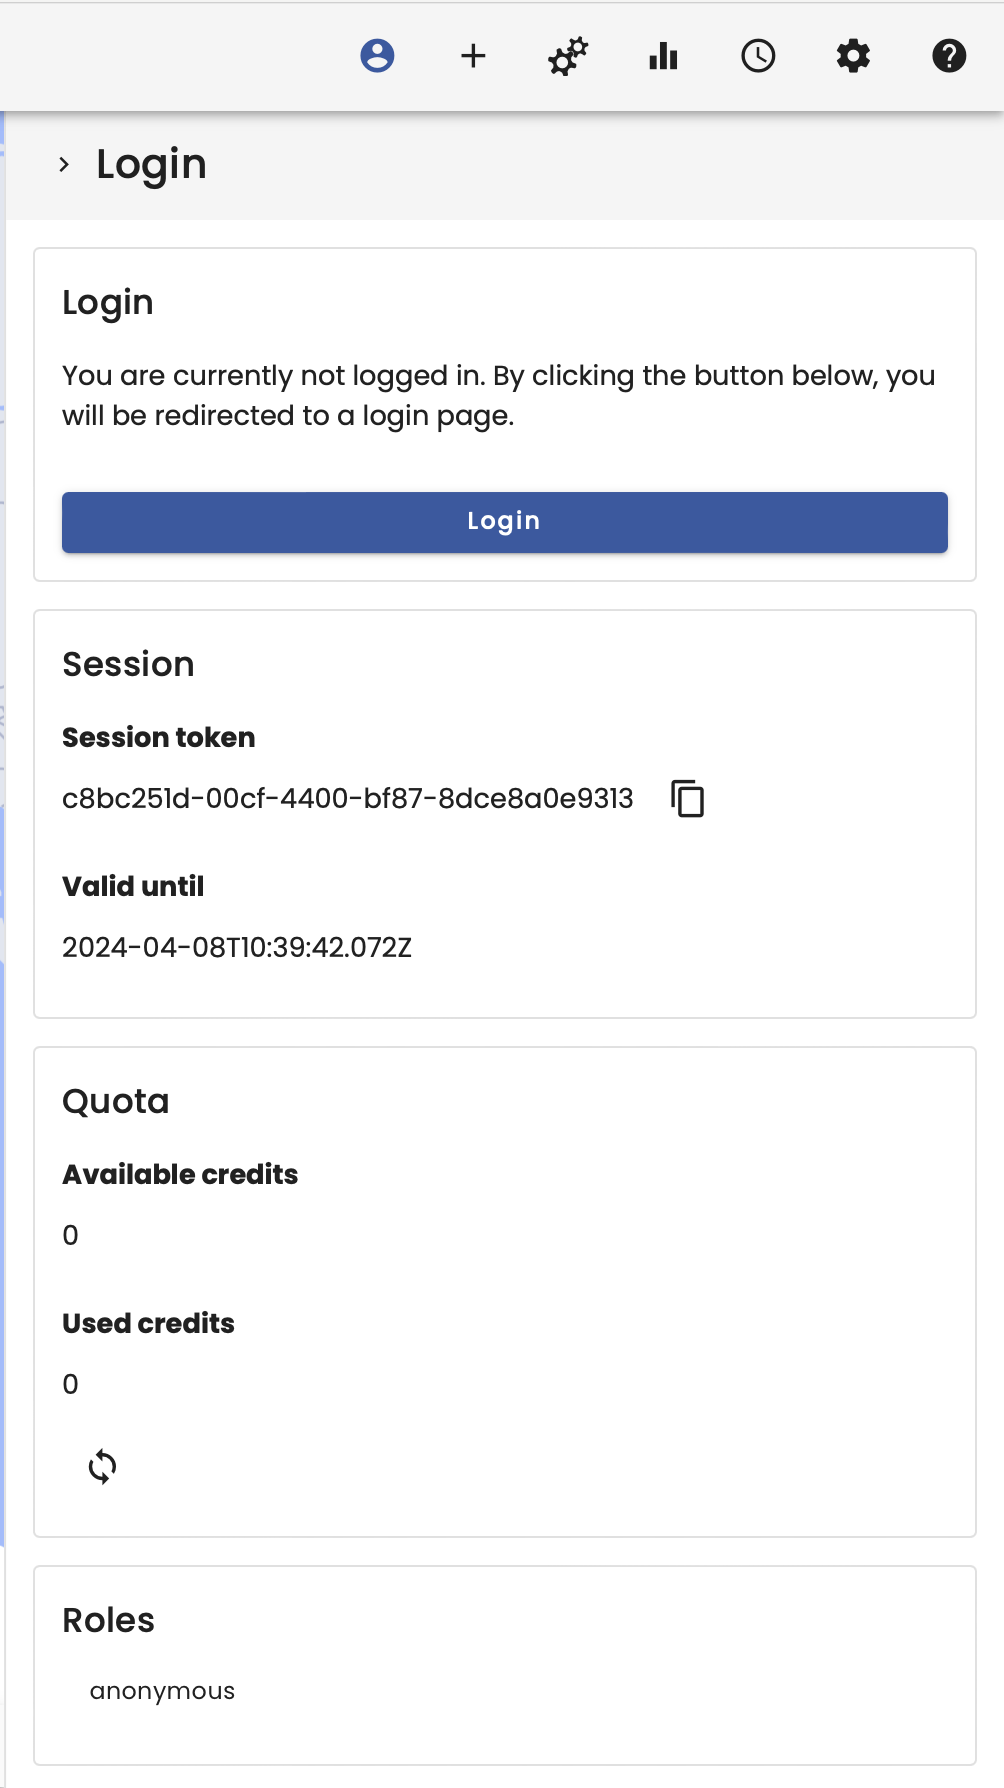 Login
Login
You are currently not logged in. By clicking the button below, you
will be redirected to a login page.
Login
Session
Session token
c8bc251d-00cf-4400-bf87-8dce8a0e9313
Valid until
2024-04-08T10:39:42.072Z
Quota
Available credits
0
Used credits
0
Roles
anonymous